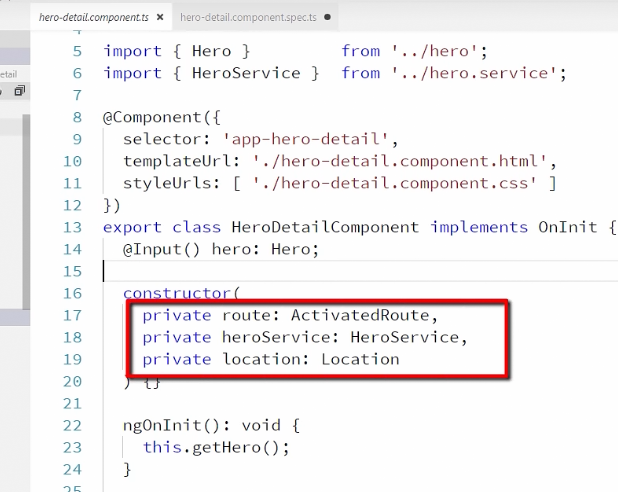 hero-detail.component.ts × hero-detail.component.spec.ts ●
etail
5 import { Hero } from '../hero';
6 import { HeroService } from '../hero.service';
7
8 @Component({
9 selector: 'app-hero-detail',
10 templateUrl: './hero-detail.component.html',
11 styleUrls: [ './hero-detail.component.css' ]
12 })
13 export class HeroDetailComponent implements OnInit {
14 @Input() hero: Hero;
15
16 constructor(
17 private route: ActivatedRoute,
18 private heroService: HeroService,
19 private location: Location
20 ) {}
21
22 ngOnInit(): void {
23 this.getHero();
24 }